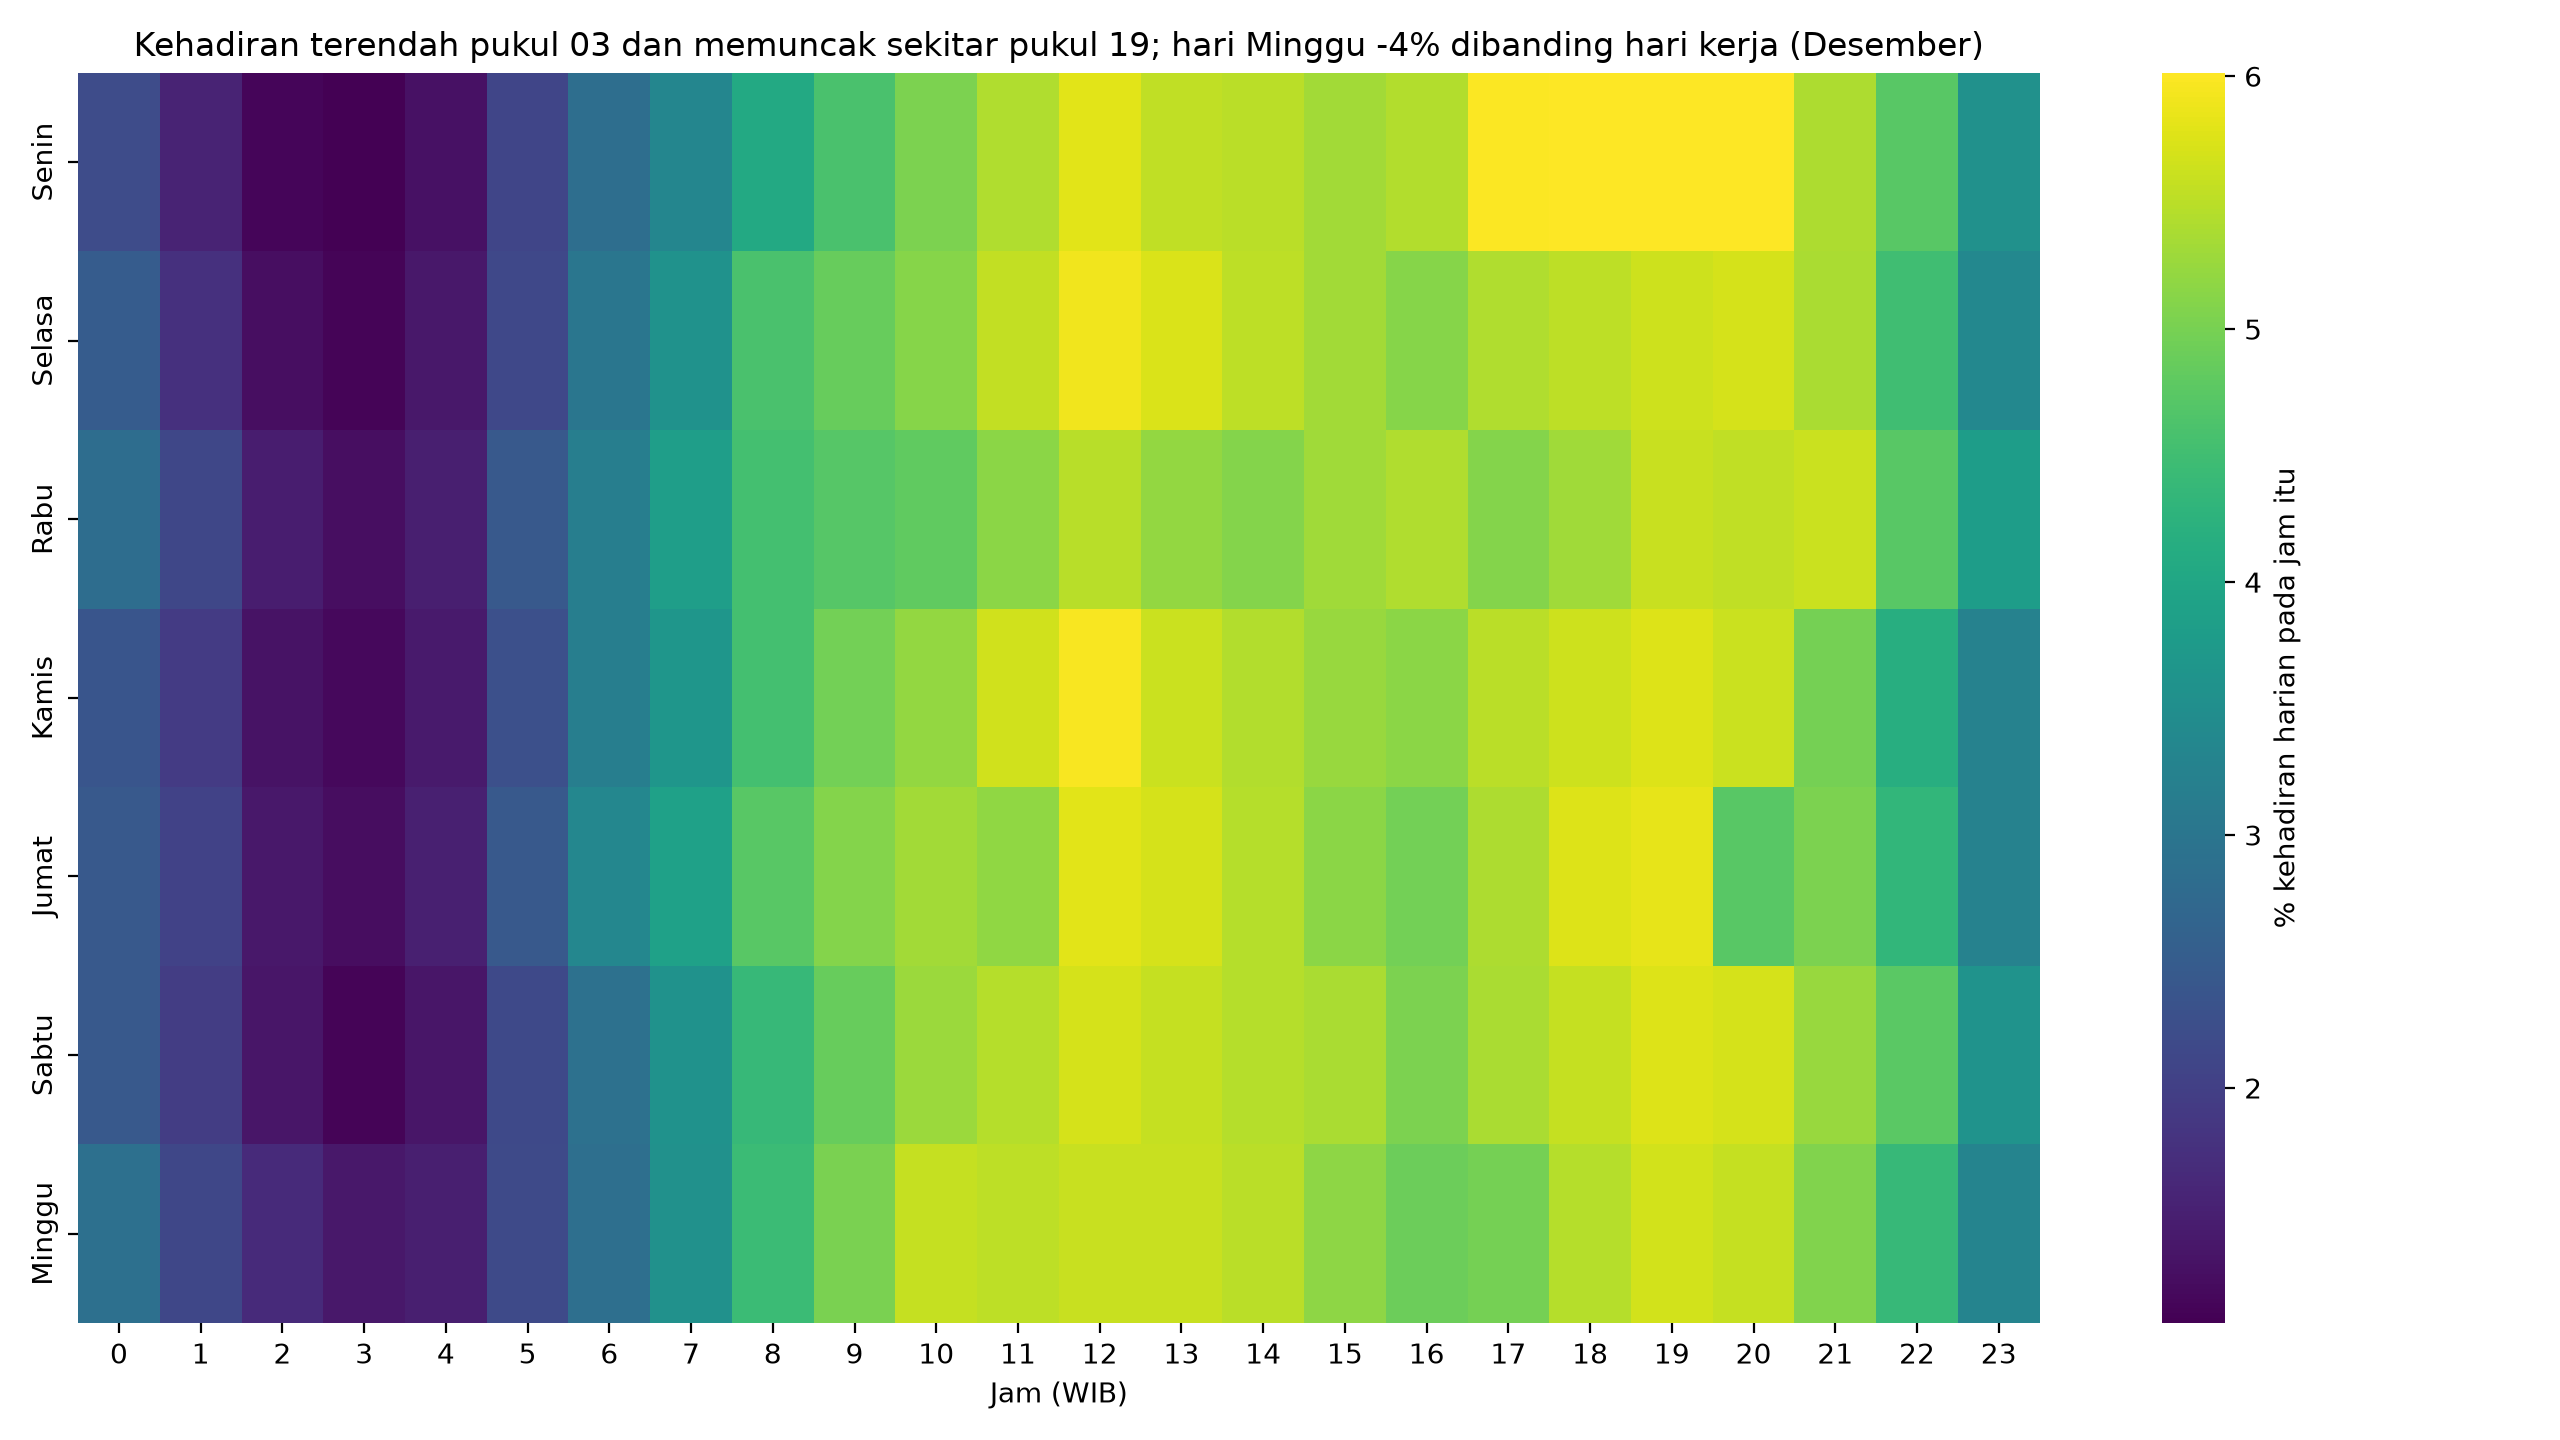 Kehadiran terendah pukul 03 dan memuncak sekitar pukul 19; hari Minggu -4% dibanding hari kerja (Desember)
Senin
Selasa
Rabu
Kamis
Jumat
Sabtu
Minggu
0 1 2 3 4 5 6 7 8 9 10 11 12 13 14 15 16 17 18 19 20 21 22 23
Jam (WIB)
6
5
4
3
2
% kehadiran harian pada jam itu